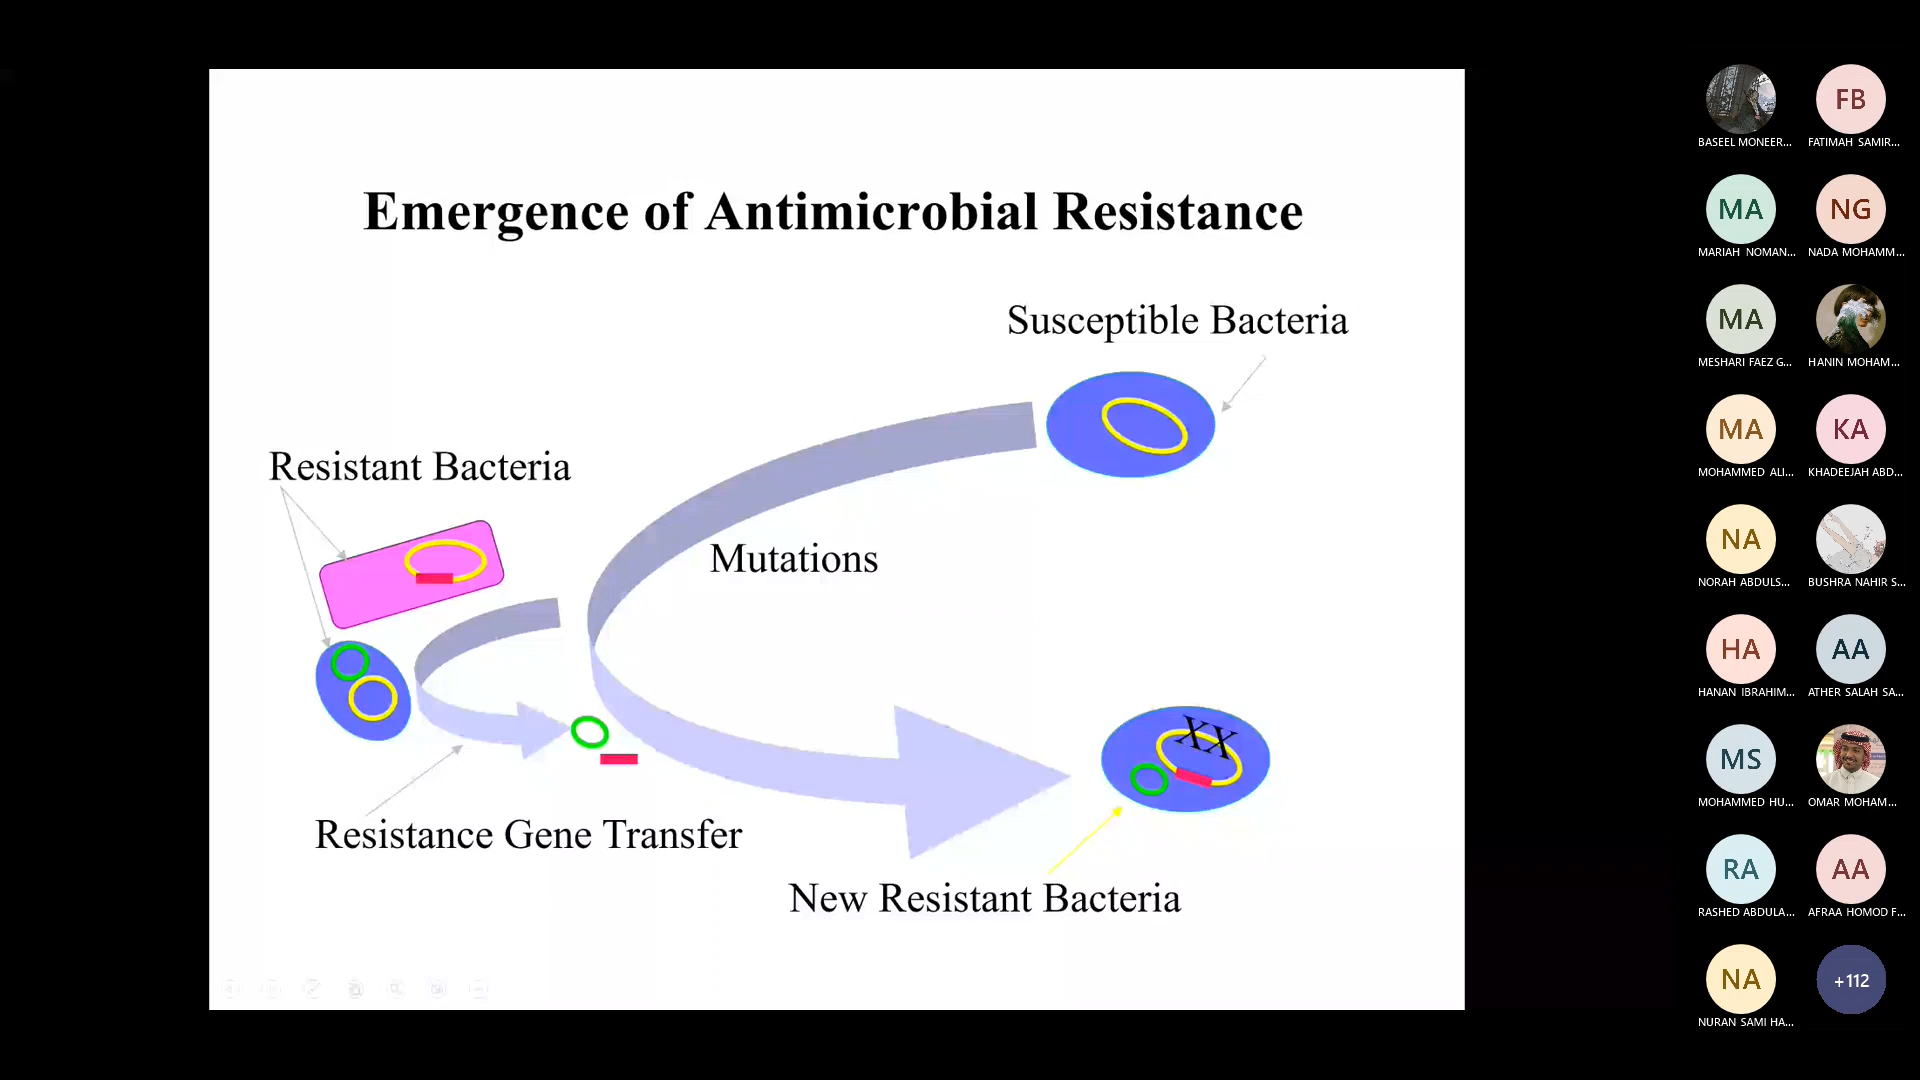 Emergence of Antimicrobial Resistance
Susceptible Bacteria
Resistant Bacteria
Mutations
XX
Resistance Gene Transfer
New Resistant Bacteria
FB
BASEEL MONEER...
FATIMAH SAMIR...
MA
NG
MARIAH NOMAN...
NADA MOHAMM...
MA
MESHARI FAEZ G...
HANIN MOHAM...
MA
KA
MOHAMMED ALI...
KHADEEJAH ABD...
NA
NORAH ABDULS...
BUSHRA NAHIR S...
HA
AA
HANAN IBRAHIM...
ATHER SALAH SA...
MS
MOHAMMED HU...
OMAR MOHAM...
RA
AA
RASHED ABDULA...
AFRAA HOMOD F...
NA
+112
NURAN SAMI HA...